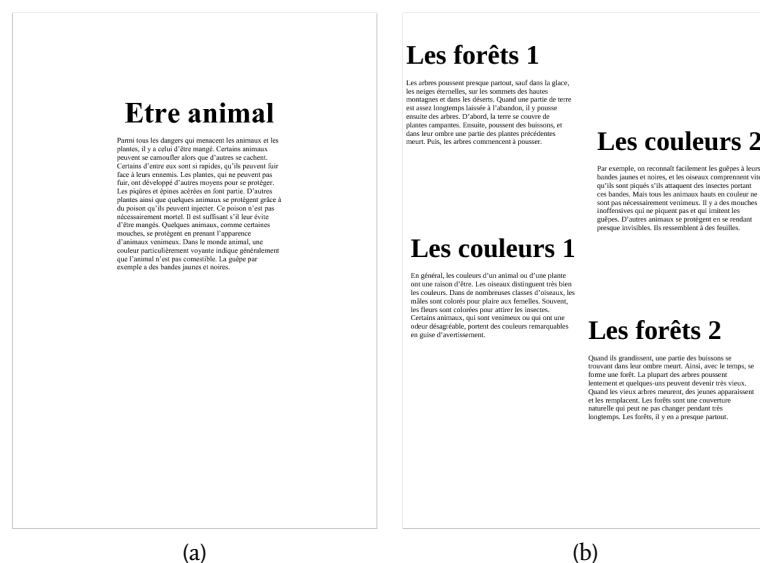 Etre animal
Parmi tous les dangers qui menacent les animaux et les
plantes, il y a celui d'être mangé. Certains animaux
peuvent se camoufler alors que d'autres se cachent.
Certains d'entre eux sont si rapides, qu'ils peuvent fuir
face à leurs ennemis. Les plantes, qui ne peuvent pas
fuir, ont développé d'autres moyens pour se protéger.
Les piqûres et épines acérées en font partie. D'autres
plantes ainsi que quelques animaux se protègent grâce à
du poison qu'ils peuvent injecter. Ce poison n'est pas
nécessairement mortel. Il est suffisant s'il leur évite
d'être mangés. Quelques animaux, comme certaines
mouches, se protègent en prenant l'apparence
d'animaux venimeux. Dans le monde animal, une
couleur particulièrement voyante indique généralement
que l'animal n'est pas comestible. La guêpe par
exemple a des bandes jaunes et noires.
(a)
Les forêts 1
Les arbres poussent presque partout, sauf dans la glace,
les neiges éternelles, sur les sommets des hautes
montagnes et dans les déserts. Quand une partie de terre
est assez longtemps laissée à l'abandon, il y pousse
ensuite des arbres. D'abord, la terre se couvre de
plantes rampantes. Ensuite, poussent des buissons, et
dans leur ombre une partie des plantes précédentes
meurt. Puis, les arbres commencent à pousser.
Les couleurs 2
Par exemple, on reconnaît facilement les guêpes à leurs
bandes jaunes et noires, et les oiseaux comprennent vite
qu'ils sont piqués s'ils attaquent des insectes portant
ces bandes. Mais tous les animaux hauts en couleur ne
sont pas nécessairement venimeux. Il y a des mouches
inoffensives qui ne piquent pas et qui imitent les
guêpes. D'autres animaux se protègent en se rendant
presque invisibles. Ils ressemblent à des feuilles.
Les couleurs 1
En général, les couleurs d'un animal ou d'une plante
ont une raison d'être. Les oiseaux distinguent très bien
les couleurs. Dans de nombreuses classes d'oiseaux, les
mâles sont colorés pour plaire aux femelles. Souvent,
les fleurs sont colorées pour attirer les insectes.
Certains animaux, qui sont venimeux ou qui ont une
odeur désagréable, portent des couleurs remarquables
en guise d'avertissement.
Les forêts 2
Quand ils grandissent, une partie des buissons se
trouvant dans leur ombre meurt. Ainsi, avec le temps, se
forme une forêt. La plupart des arbres poussent
lentement et quelques-uns peuvent devenir très vieux.
Quand les vieux arbres meurent, des jeunes apparaissent
et les remplacent. Les forêts sont une couverture
naturelle qui peut ne pas changer pendant très
longtemps. Les forêts, il y en a presque partout.
(b)